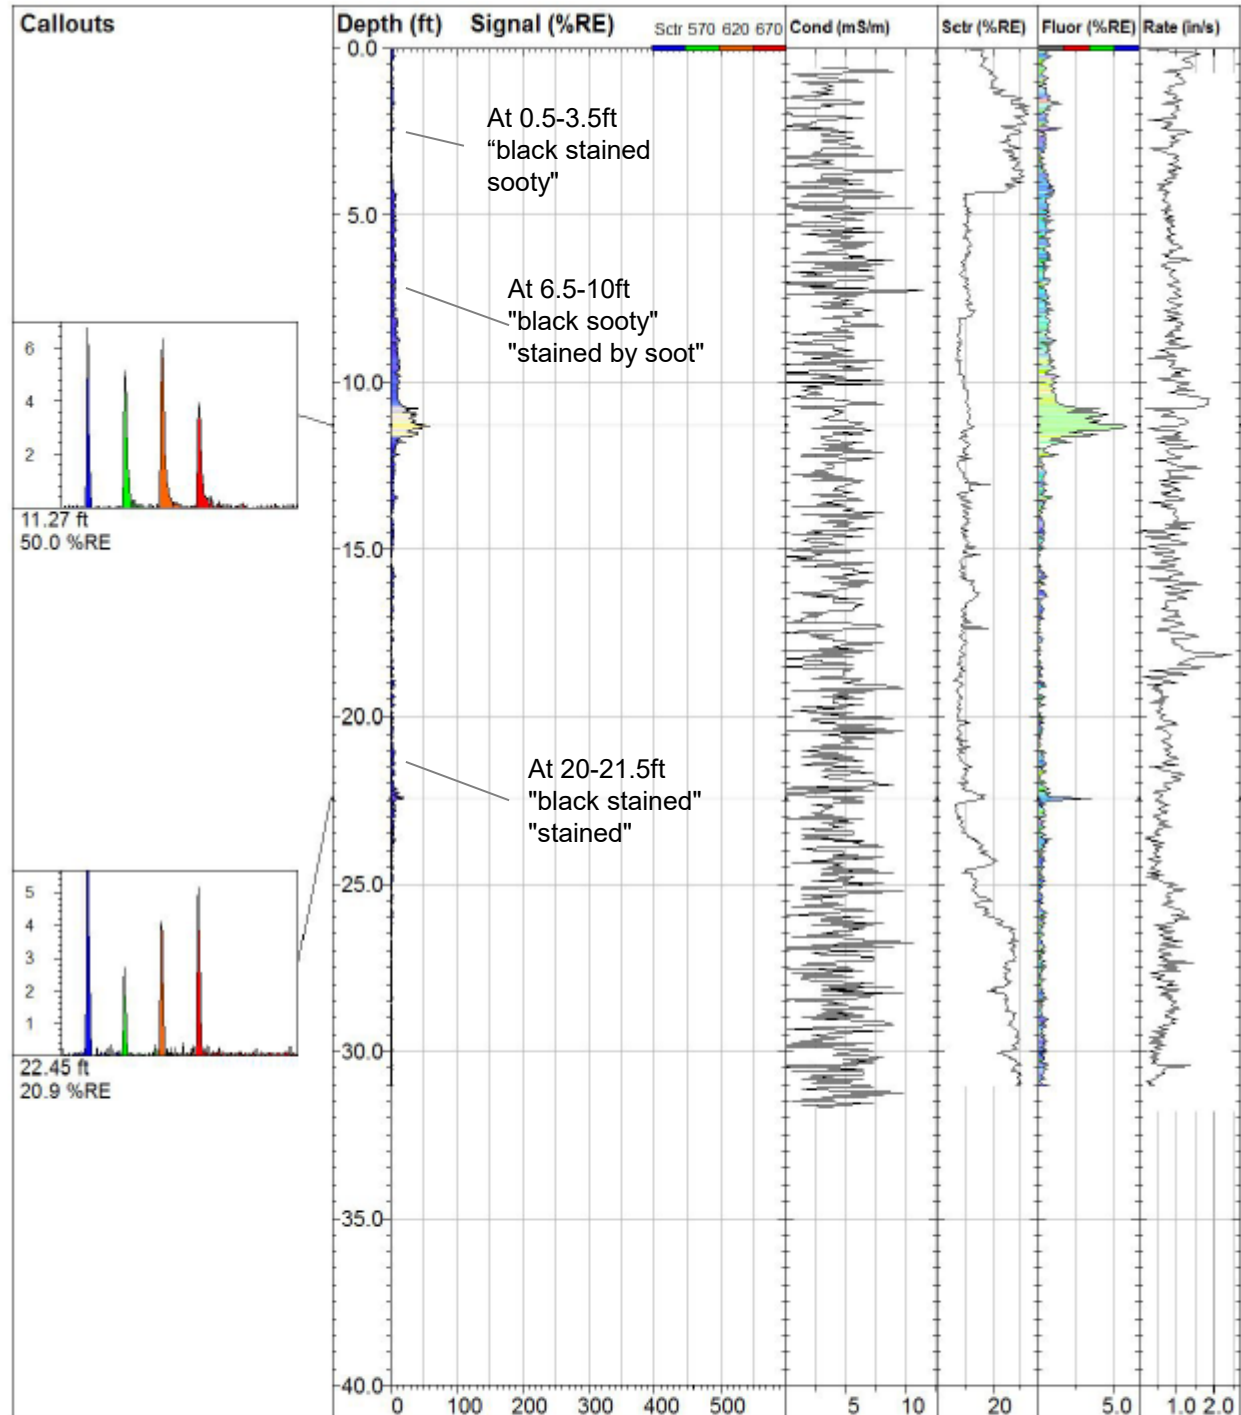 Callouts
Depth (ft) Signal (%RE) Sctr 570 620 670 Cond (mS/m) Sctr (%RE) Fluor (%RE) Rate (in/s)
0.0
At 0.5-3.5ft
“black stained
sooty"
5.0
At 6.5-10ft
"black sooty"
"stained by soot"
6
4
2
11.27 ft
50.0 %RE
10.0
15.0
20.0
At 20-21.5ft
"black stained"
"stained"
5
4
3
2
1
22.45 ft
20.9 %RE
25.0
30.0
35.0
40.0
0 100 200 300 400 500 5 10 20 5.0 1.0 2.0